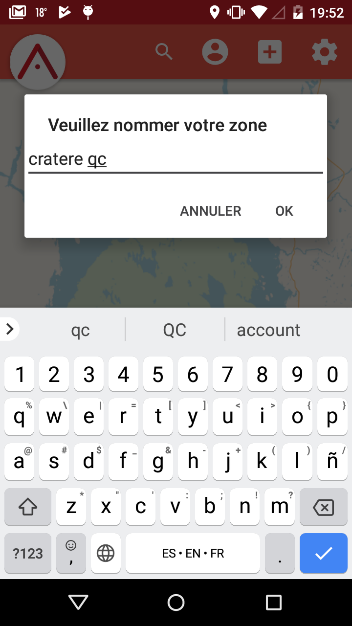 18° 19:52
Veuillez nommer votre zone
cratere qc
ANNULER OK
qc QC account
1 2 3 4 5 6 7 8 9 0
q% w\ e| r= t[ y] u< i> o{ p}
a@ s# d$ f_ g& h- j+ k( l) ñ/
z* x" c' v: b; n! m?
?123 , ES • EN • FR .